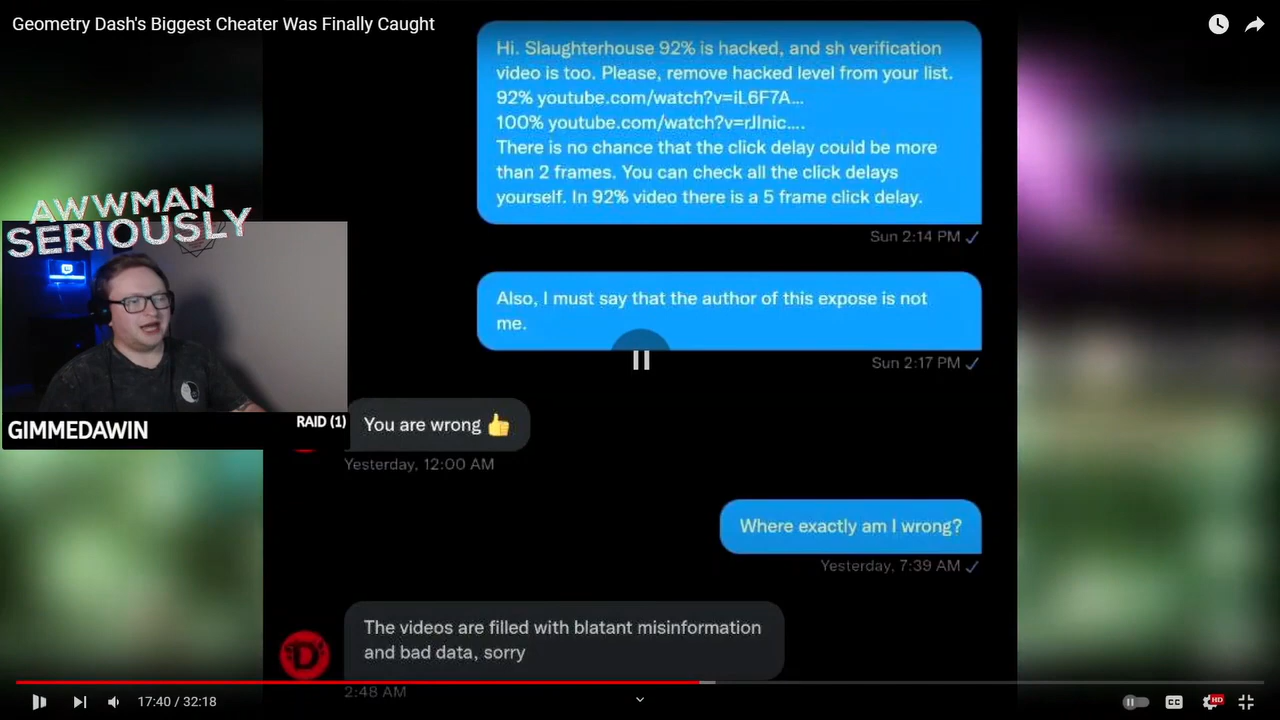 Geometry Dash's Biggest Cheater Was Finally Caught
Hi. Slaughterhouse 92% is hacked, and sh verification
video is too. Please, remove hacked level from your list.
92% youtube.com/watch?v=iL6F7A...
100% youtube.com/watch?v=rJInic....
There is no chance that the click delay could be more
than 2 frames. You can check all the click delays
yourself. In 92% video there is a 5 frame click delay.
Sun 2:14 PM
Also, I must say that the author of this expose is not
me.
Sun 2:17 PM
AWWMAN
SERIOUSLY
GIMMEDAWIN
RAID (1)
You are wrong 👍
Yesterday, 12:00 AM
Where exactly am I wrong?
Yesterday, 7:39 AM
The videos are filled with blatant misinformation
and bad data, sorry
D
2:48 AM
17:40 / 32:18
CC
HD